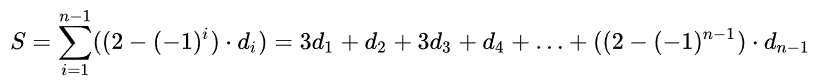 S = \sum_{i=1}^{n-1} ((2 - (-1)^i) \cdot d_i) = 3d_1 + d_2 + 3d_3 + d_4 + \ldots + ((2 - (-1)^{n-1}) \cdot d_{n-1}